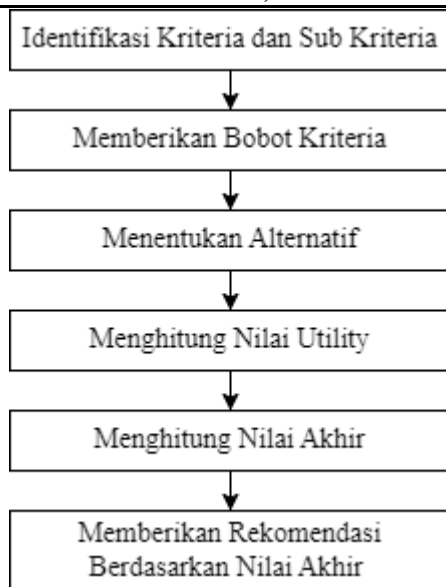 Identifikasi Kriteria dan Sub Kriteria
Memberikan Bobot Kriteria
Menentukan Alternatif
Menghitung Nilai Utility
Menghitung Nilai Akhir
Memberikan Rekomendasi
Berdasarkan Nilai Akhir